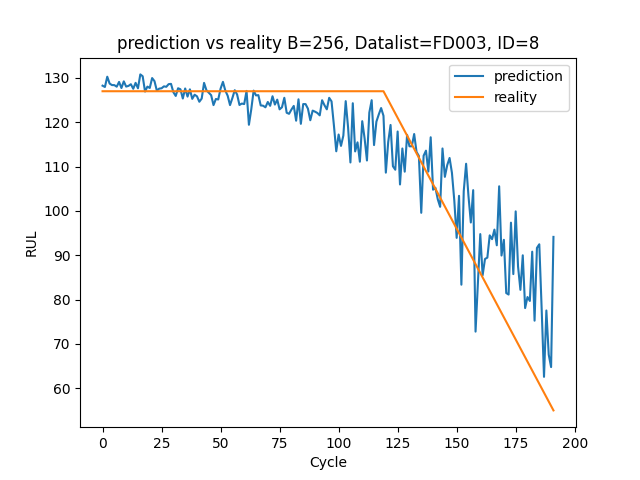 prediction vs reality B=256, Datalist=FD003, ID=8
prediction
reality
130
120
110
100
90
80
70
60
RUL
0 25 50 75 100 125 150 175 200
Cycle